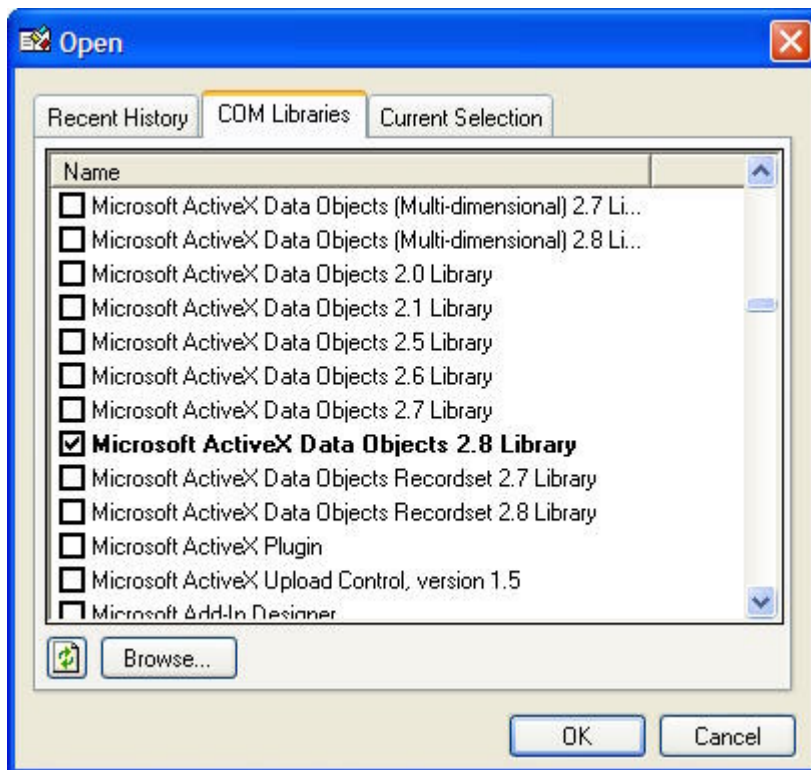 Open
Recent History
COM Libraries
Current Selection
Name
Microsoft ActiveX Data Objects (Multi-dimensional) 2.7 Li...
Microsoft ActiveX Data Objects (Multi-dimensional) 2.8 Li...
Microsoft ActiveX Data Objects 2.0 Library
Microsoft ActiveX Data Objects 2.1 Library
Microsoft ActiveX Data Objects 2.5 Library
Microsoft ActiveX Data Objects 2.6 Library
Microsoft ActiveX Data Objects 2.7 Library
Microsoft ActiveX Data Objects 2.8 Library
Microsoft ActiveX Data Objects Recordset 2.7 Library
Microsoft ActiveX Data Objects Recordset 2.8 Library
Microsoft ActiveX Plugin
Microsoft ActiveX Upload Control, version 1.5
Microsoft Add-In Designer
Browse...
OK
Cancel